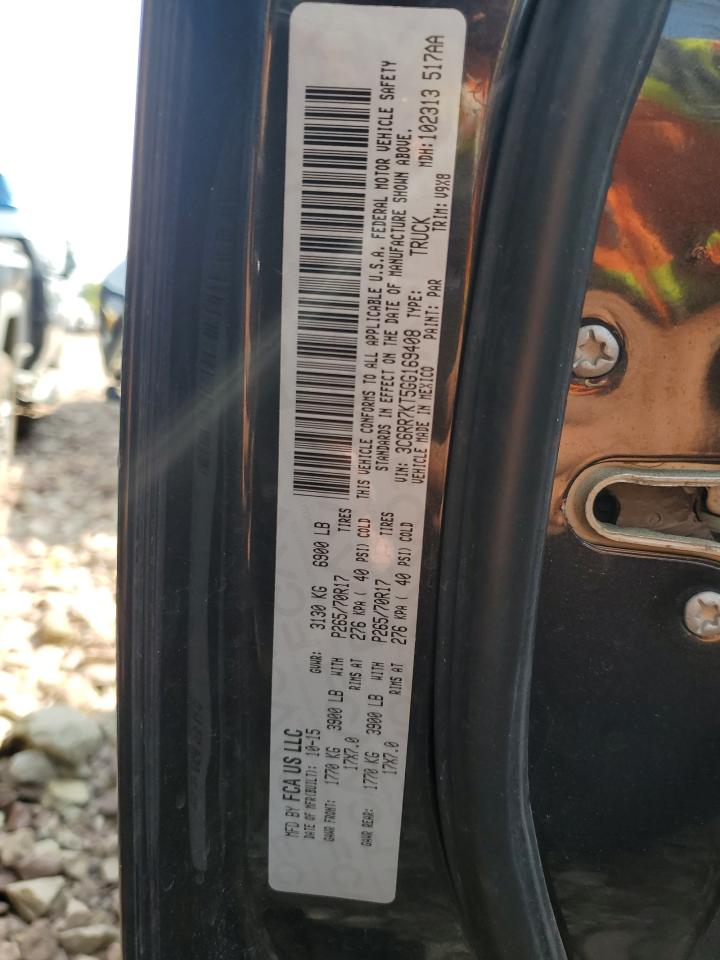 MFD BY FCA US LLC
DATE OF MFR(BUILT): 10-15 GVWR: 3130 KG 6900 LB
GAWR FRONT: 1770 KG 3900 LB WITH P265/70R17 TIRES
17X7.0 RIMS AT 276 KPA ( 40 PSI) COLD
GAWR REAR: 1770 KG 3900 LB WITH P265/70R17 TIRES
17X7.0 RIMS AT 276 KPA ( 40 PSI) COLD
THIS VEHICLE CONFORMS TO ALL APPLICABLE U.S.A. FEDERAL MOTOR VEHICLE SAFETY
STANDARDS IN EFFECT ON THE DATE OF MANUFACTURE SHOWN ABOVE.
VIN: 3C6RR7KT5GG169408 TYPE: TRUCK MDH:102313 517AA
VEHICLE MADE IN MEXICO PAINT: PAR TRIM: V9X8